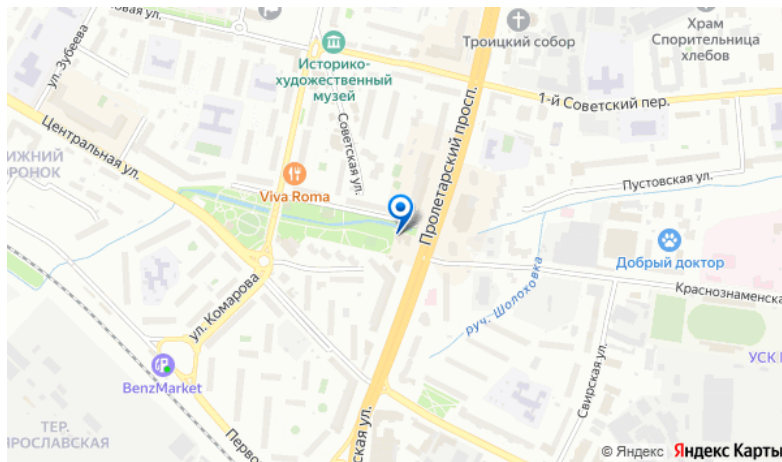 овая ул.
ул. Зубеева
Троицкий собор
Храм
Спорительница
хлебов
Историко-
художественный
музей
1-й Советский пер.
Центральная ул.
Советская ул.
Пролетарский просп.
ИЖНИЙ
ОРОНОК
Viva Roma
Пустовская ул.
Добрый доктор
руч. Шолоховка
Краснознаменска
ул. Комарова
BenzMarket
Свирская ул.
УСК
ТЕР.
ЯРОСЛАВСКАЯ
Перво
ская ул.
© Яндекс Яндекс Карты